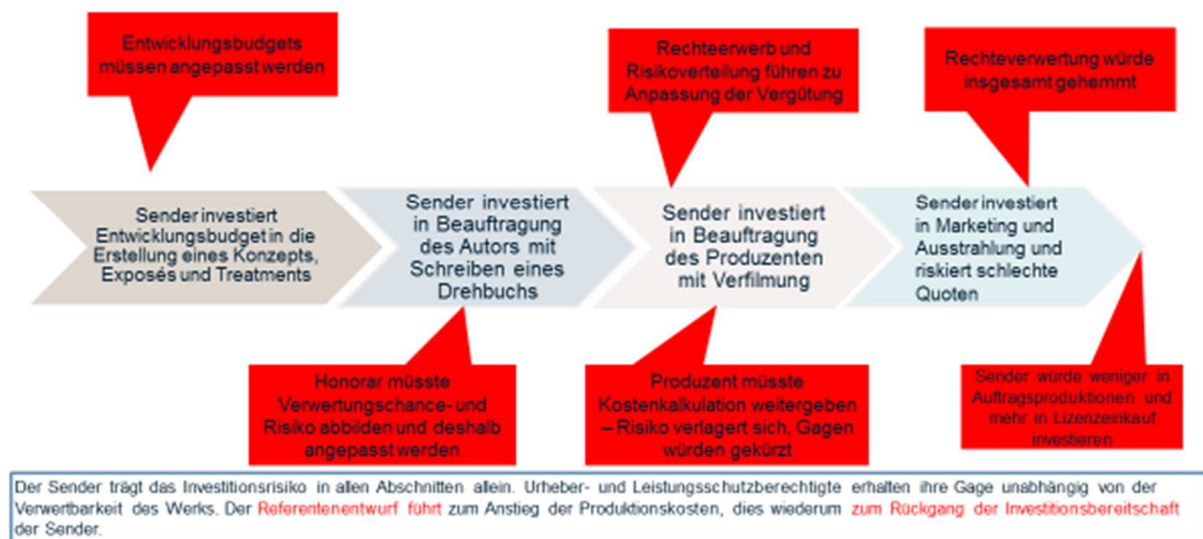 Entwicklungsbudgets
müssen angepasst werden
Rechteerwerb und
Risikoverteilung führen zu
Anpassung der Vergütung
Rechteverwertung würde
insgesamt gehemmt
Sender investiert
Entwicklungsbudget in die
Erstellung eines Konzepts,
Exposés und Treatments
Sender investiert
in Beauftragung
des Autors mit
Schreiben eines
Drehbuchs
Sender investiert
in Beauftragung
des Produzenten
mit Verfilmung
Sender investiert
in Marketing und
Ausstrahlung und
riskiert schlechte
Quoten
Honorar müsste
Verwertungschance- und
Risiko abbilden und deshalb
angepasst werden
Produzent müsste
Kostenkalkulation weitergeben
– Risiko verlagert sich, Gagen
würden gekürzt
Sender würde weniger in
Auftragsproduktionen und
mehr in Lizenzeinkauf
investieren
Der Sender trägt das Investitionsrisiko in allen Abschnitten allein. Urheber- und Leistungsschutzberechtigte erhalten ihre Gage unabhängig von der
Verwertbarkeit des Werks. Der Referentenentwurf führt zum Anstieg der Produktionskosten, dies wiederum zum Rückgang der Investitionsbereitschaft
der Sender.